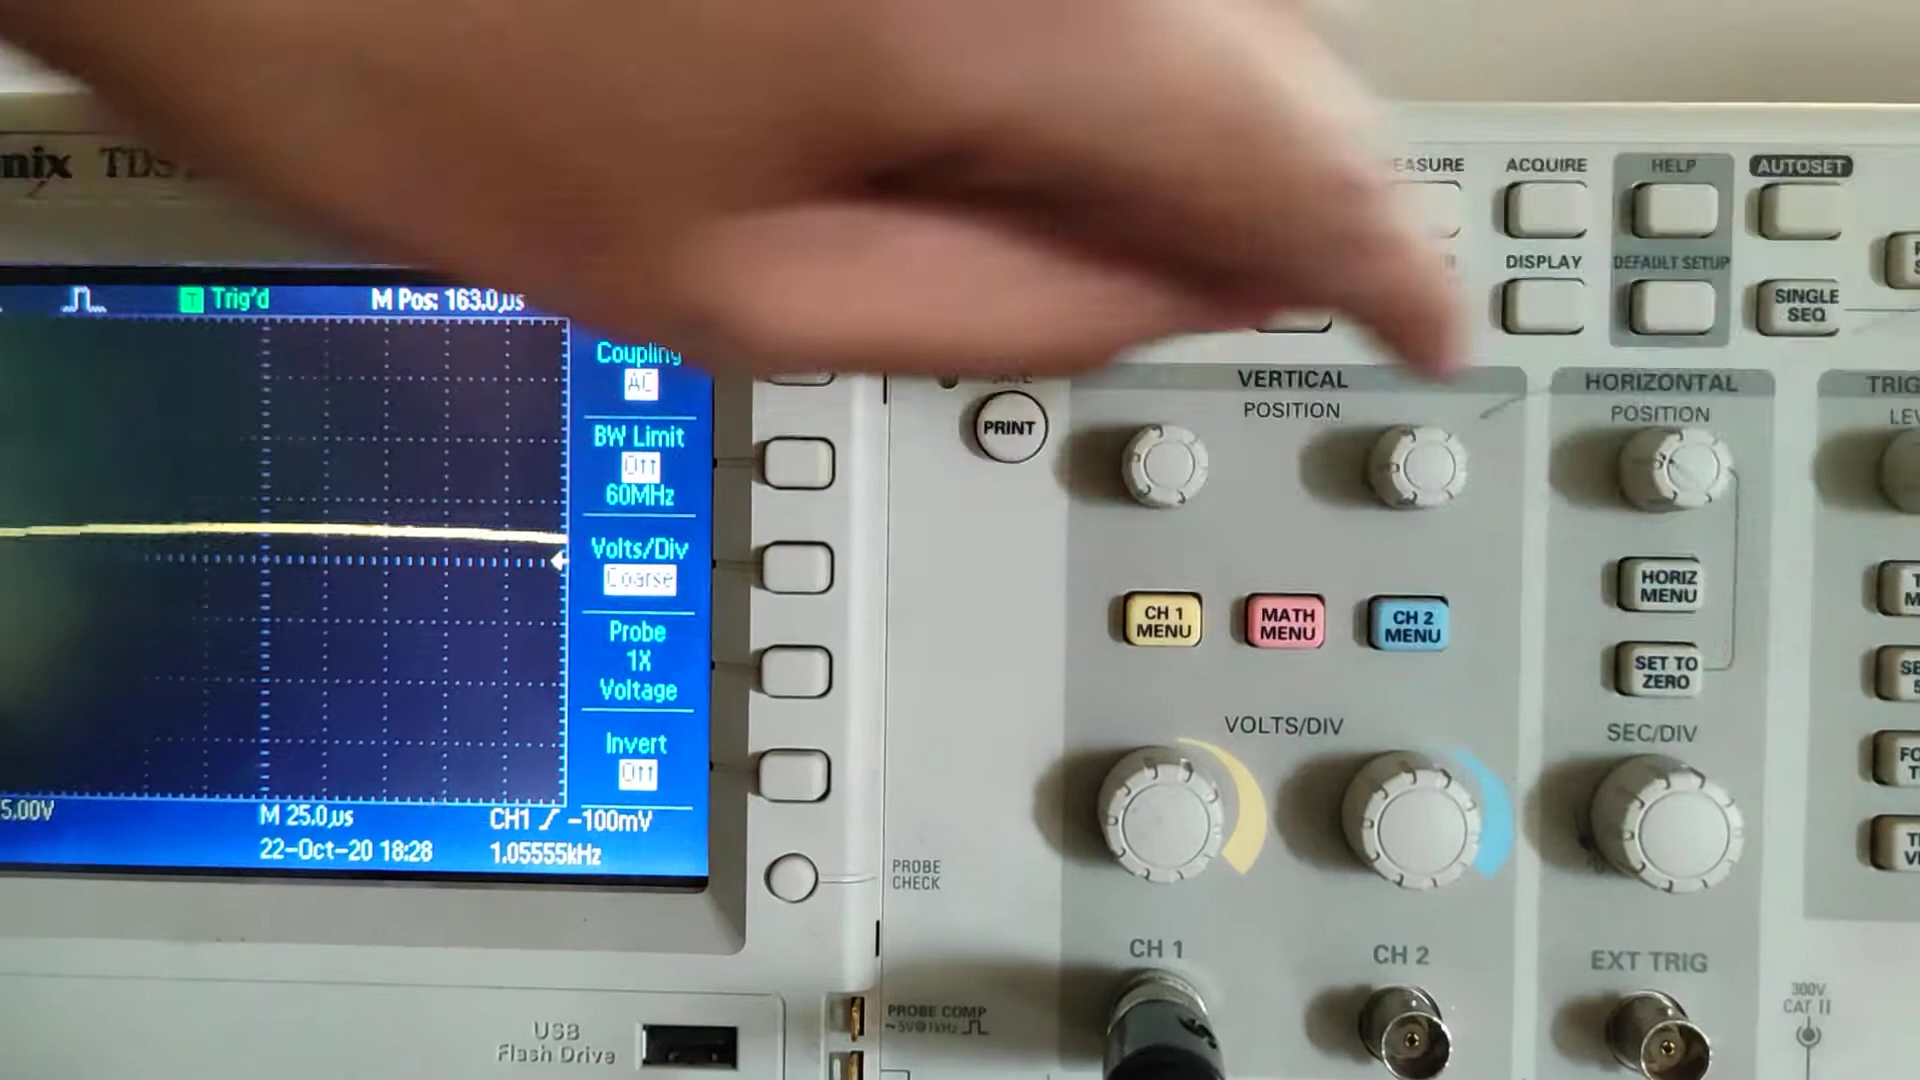 nix TDS
EASURE
ACQUIRE
HELP
AUTOSET
DISPLAY
DEFAULT SETUP
SINGLE
SEQ
Trig'd
M Pos: 163.0µs
Coupling
AC
BW Limit
Off
60MHz
Volts/Div
Coarse
Probe
1X
Voltage
Invert
Off
5.00V
M 25.0µs
CH1 -100mV
22-Oct-20 18:28
1.05555kHz
PRINT
VERTICAL
POSITION
HORIZONTAL
POSITION
TRIG
LEV
CH 1
MENU
MATH
MENU
CH 2
MENU
HORIZ
MENU
SET TO
ZERO
VOLTS/DIV
SEC/DIV
PROBE
CHECK
CH 1
CH 2
EXT TRIG
300V
CAT II
PROBE COMP
~5V@1kHz
USB
Flash Drive